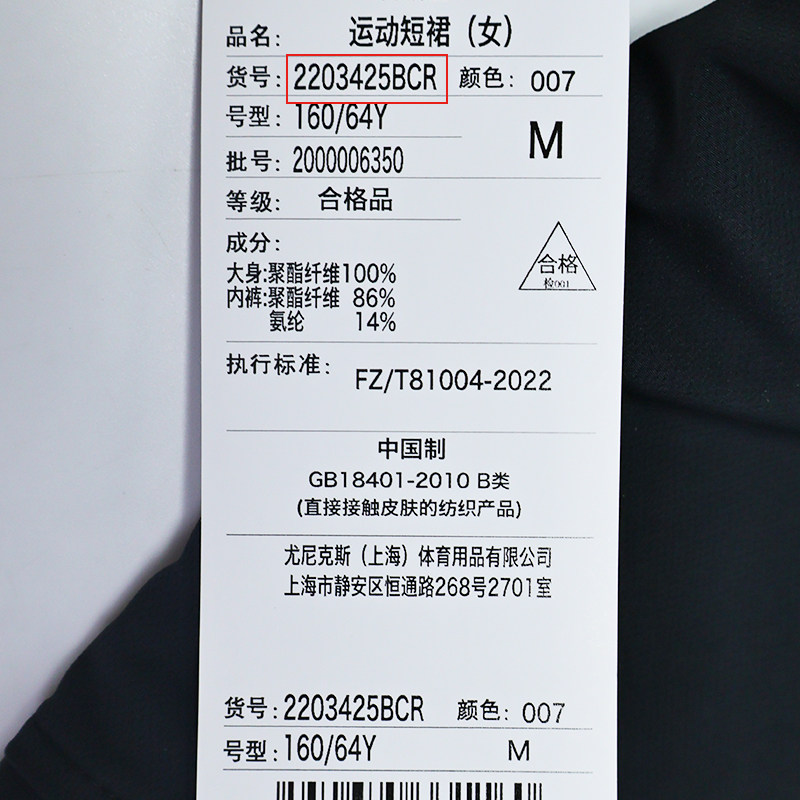 品名： 运动短裙（女）
货号：2203425BCR 颜色：007
号型：160/64Y M
批号：2000006350
等级： 合格品
成分：
合格
检001
大身:聚酯纤维100%
内裤:聚酯纤维 86%
氨纶 14%
执行标准： FZ/T81004-2022
中国制
GB18401-2010 B类
(直接接触皮肤的纺织产品)
尤尼克斯（上海）体育用品有限公司
上海市静安区恒通路268号2701室
货号：2203425BCR 颜色：007
号型：160/64Y M